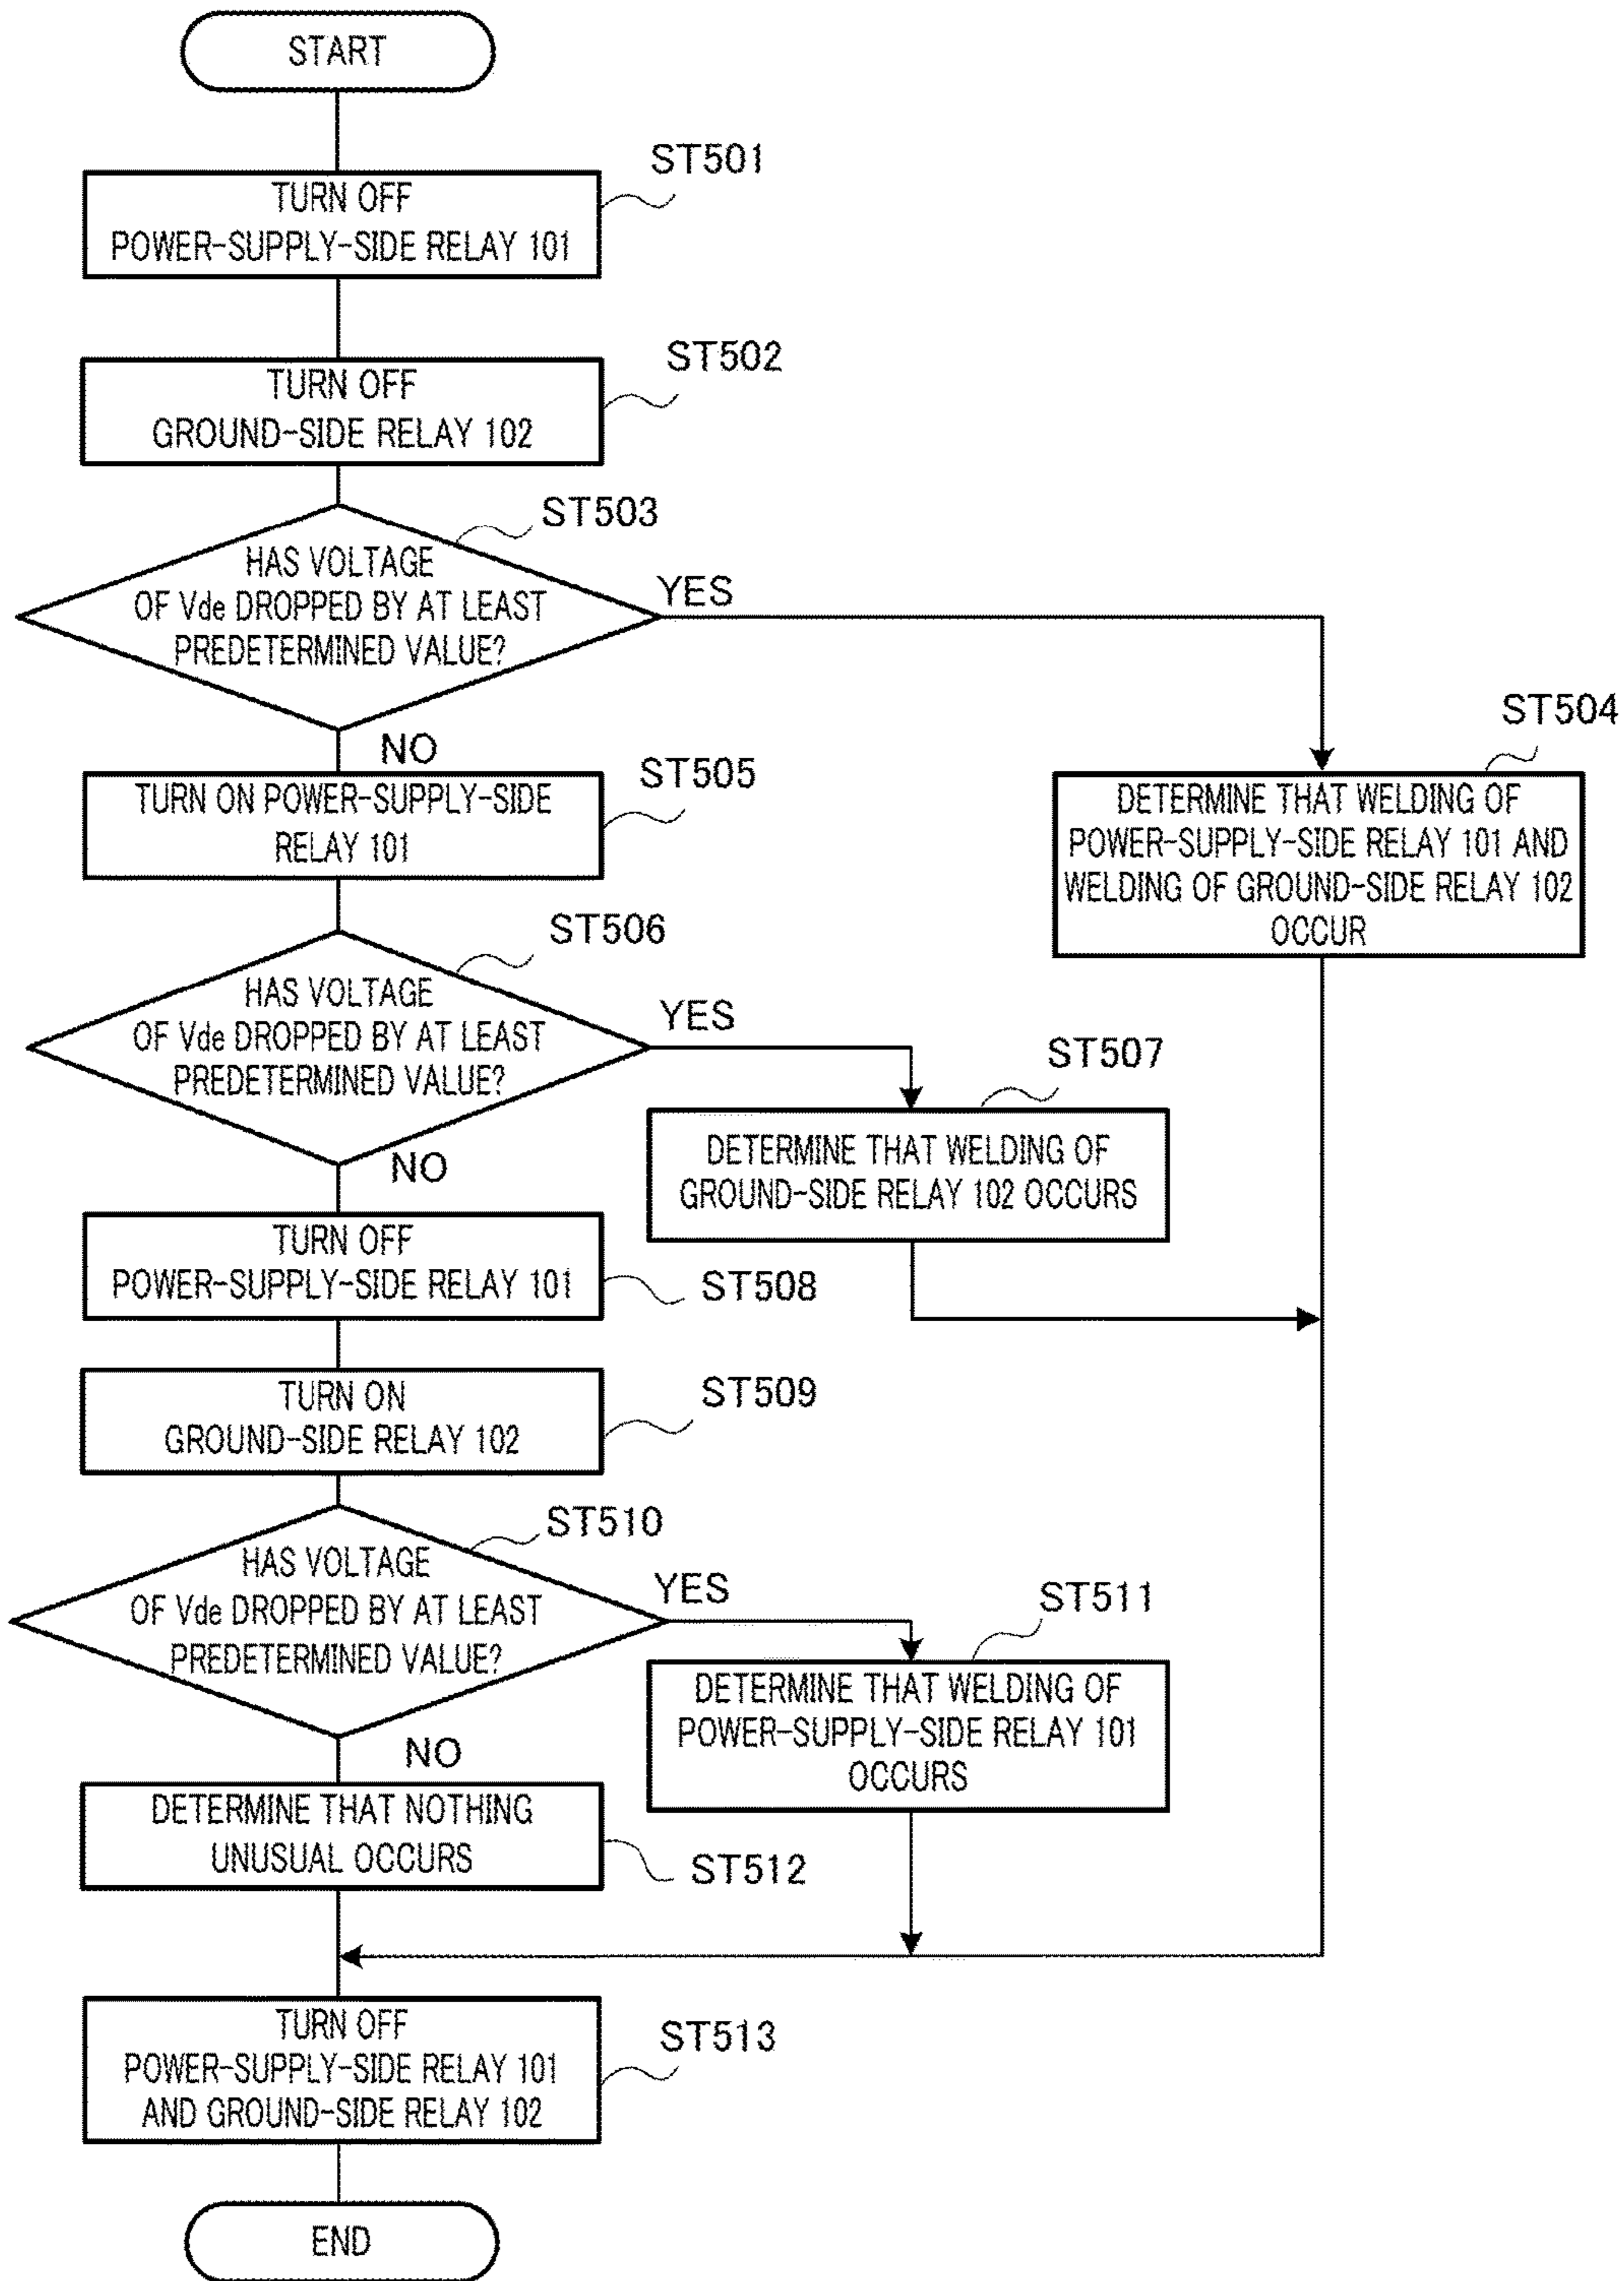 START
ST501
TURN OFF
POWER-SUPPLY-SIDE RELAY 101
ST502
TURN OFF
GROUND-SIDE RELAY 102
ST503
HAS VOLTAGE
OF Vde DROPPED BY AT LEAST
PREDETERMINED VALUE?
YES
NO
ST504
DETERMINE THAT WELDING OF
POWER-SUPPLY-SIDE RELAY 101 AND
WELDING OF GROUND-SIDE RELAY 102
OCCUR
ST505
TURN ON POWER-SUPPLY-SIDE
RELAY 101
ST506
HAS VOLTAGE
OF Vde DROPPED BY AT LEAST
PREDETERMINED VALUE?
YES
NO
ST507
DETERMINE THAT WELDING OF
GROUND-SIDE RELAY 102 OCCURS
TURN OFF
POWER-SUPPLY-SIDE RELAY 101
ST508
TURN ON
GROUND-SIDE RELAY 102
ST509
ST510
HAS VOLTAGE
OF Vde DROPPED BY AT LEAST
PREDETERMINED VALUE?
YES
NO
ST511
DETERMINE THAT WELDING OF
POWER-SUPPLY-SIDE RELAY 101
OCCURS
DETERMINE THAT NOTHING
UNUSUAL OCCURS
ST512
TURN OFF
POWER-SUPPLY-SIDE RELAY 101
AND GROUND-SIDE RELAY 102
ST513
END